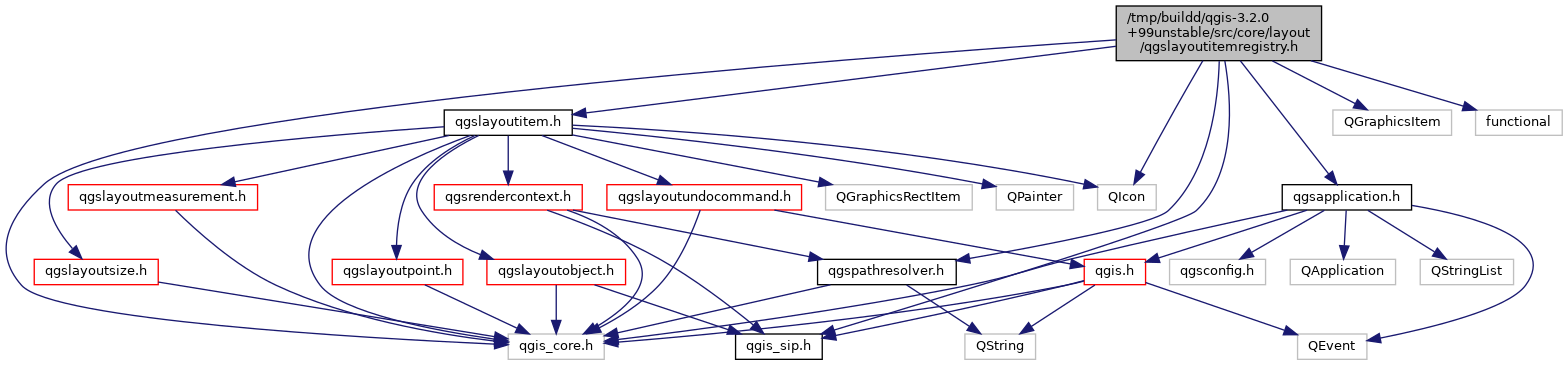 /tmp/buildd/qgis-3.2.0
+99unstable/src/core/layout
/qgslayoutitemregistry.h
qgslayoutitem.h
QGraphicsItem
functional
qgslayoutmeasurement.h
qgsrendercontext.h
qgslayoutundocommand.h
QGraphicsRectItem
QPainter
QIcon
qgsapplication.h
qgslayoutsize.h
qgslayoutpoint.h
qgslayoutobject.h
qgspathresolver.h
qgis.h
qgsconfig.h
QApplication
QStringList
qgis_core.h
qgis_sip.h
QString
QEvent